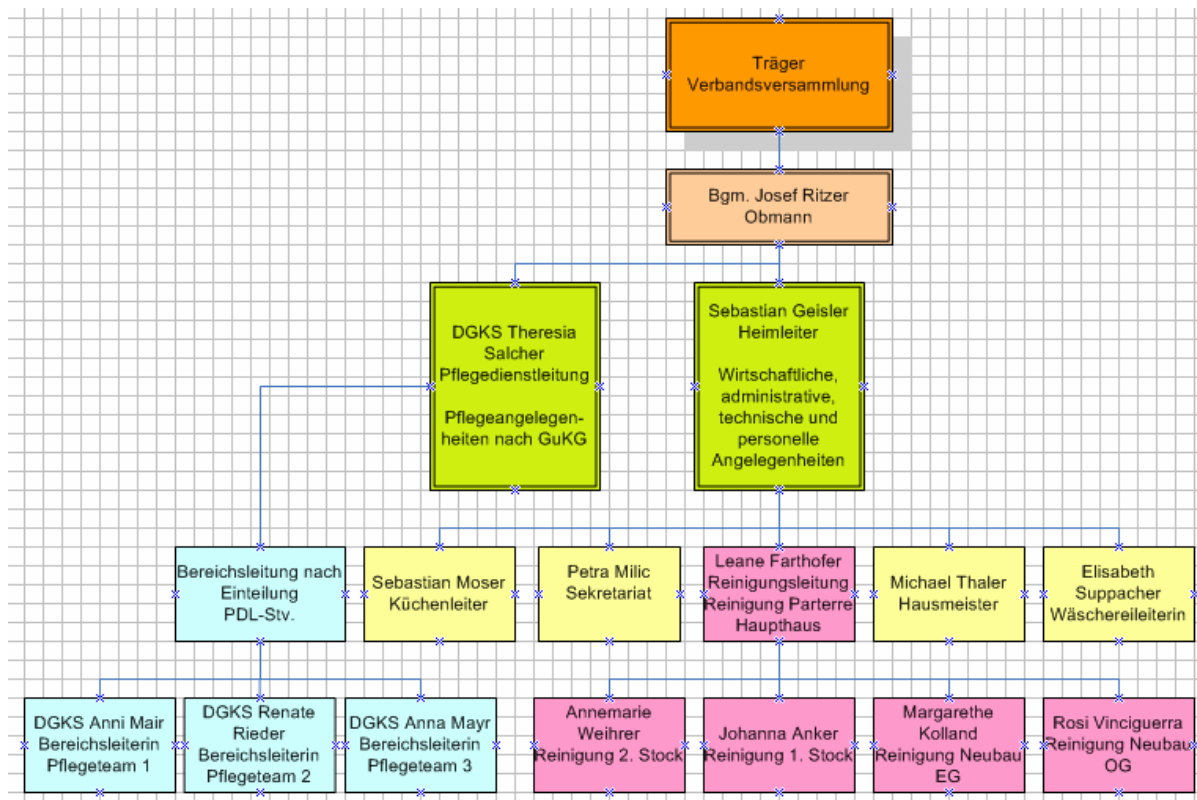 Träger
Verbandsversammlung
Bgm. Josef Ritzer
Obmann
DGKS Theresia
Salcher
Pflegedienstleitung
Pflegeangelegen-
heiten nach GuKG
Sebastian Geisler
Heimleiter
Wirtschaftliche,
administrative,
technische und
personelle
Angelegenheiten
Bereichsleitung nach
Einteilung
PDL-Stv.
Sebastian Moser
Küchenleiter
Petra Milic
Sekretariat
Leane Farthofer
Reinigungsleitung
Reinigung Parterre
Haupthaus
Michael Thaler
Hausmeister
Elisabeth
Suppacher
Wäschereileiterin
DGKS Anni Mair
Bereichsleiterin
Pflegeteam 1
DGKS Renate
Rieder
Bereichsleiterin
Pflegeteam 2
DGKS Anna Mayr
Bereichsleiterin
Pflegeteam 3
Annemarie
Weihrer
Reinigung 2. Stock
Johanna Anker
Reinigung 1. Stock
Margarethe
Kolland
Reinigung Neubau
EG
Rosi Vinciguerra
Reinigung Neubau
OG